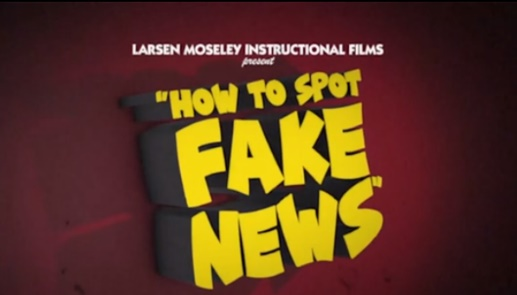 LARSEN MOSELEY INSTRUCTIONAL FILMS
present
"HOW TO SPOT
FAKE
NEWS"